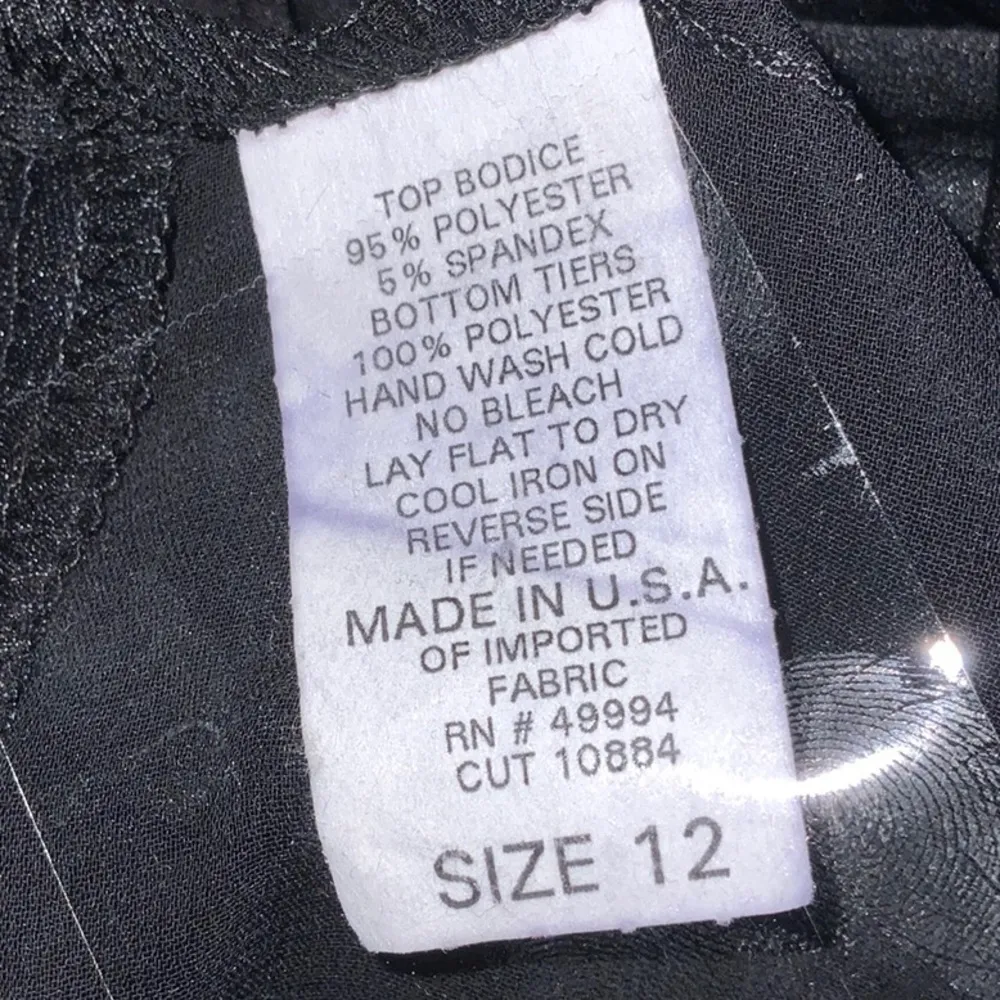 TOP BODICE
95% POLYESTER
5% SPANDEX
BOTTOM TIERS
100% POLYESTER
HAND WASH COLD
NO BLEACH
LAY FLAT TO DRY
COOL IRON ON
REVERSE SIDE
IF NEEDED
MADE IN U.S.A.
OF IMPORTED
FABRIC
RN # 49994
CUT 10884
SIZE 12